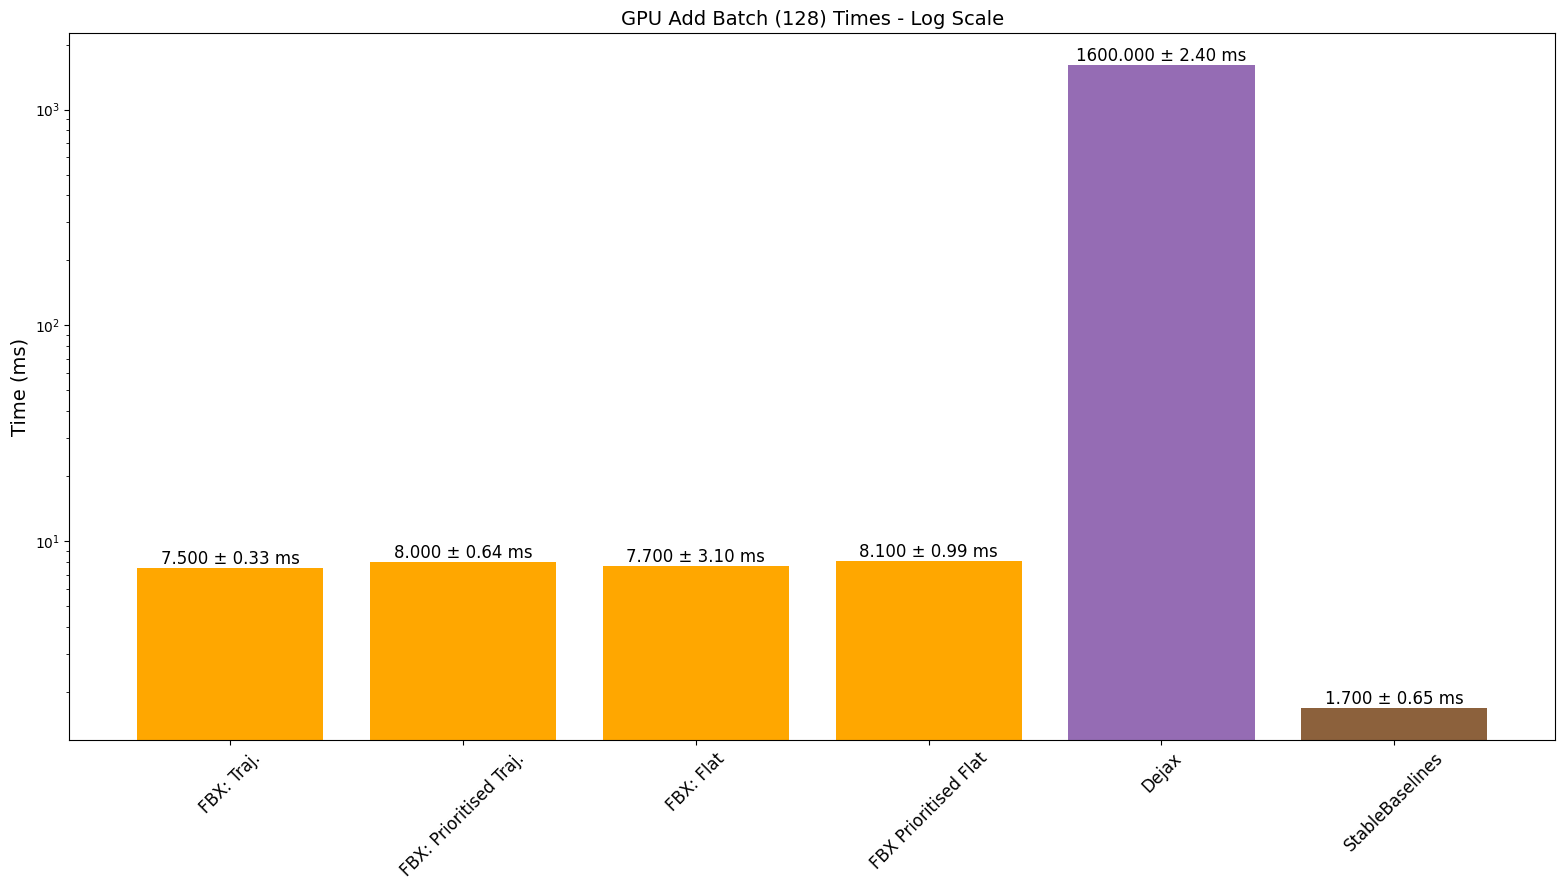 GPU Add Batch (128) Times - Log Scale
Time (ms)
10³
10²
10¹
7.500 ± 0.33 ms
8.000 ± 0.64 ms
7.700 ± 3.10 ms
8.100 ± 0.99 ms
1600.000 ± 2.40 ms
1.700 ± 0.65 ms
FBX: Traj.
FBX: Prioritised Traj.
FBX: Flat
FBX Prioritised Flat
Dejax
StableBaselines